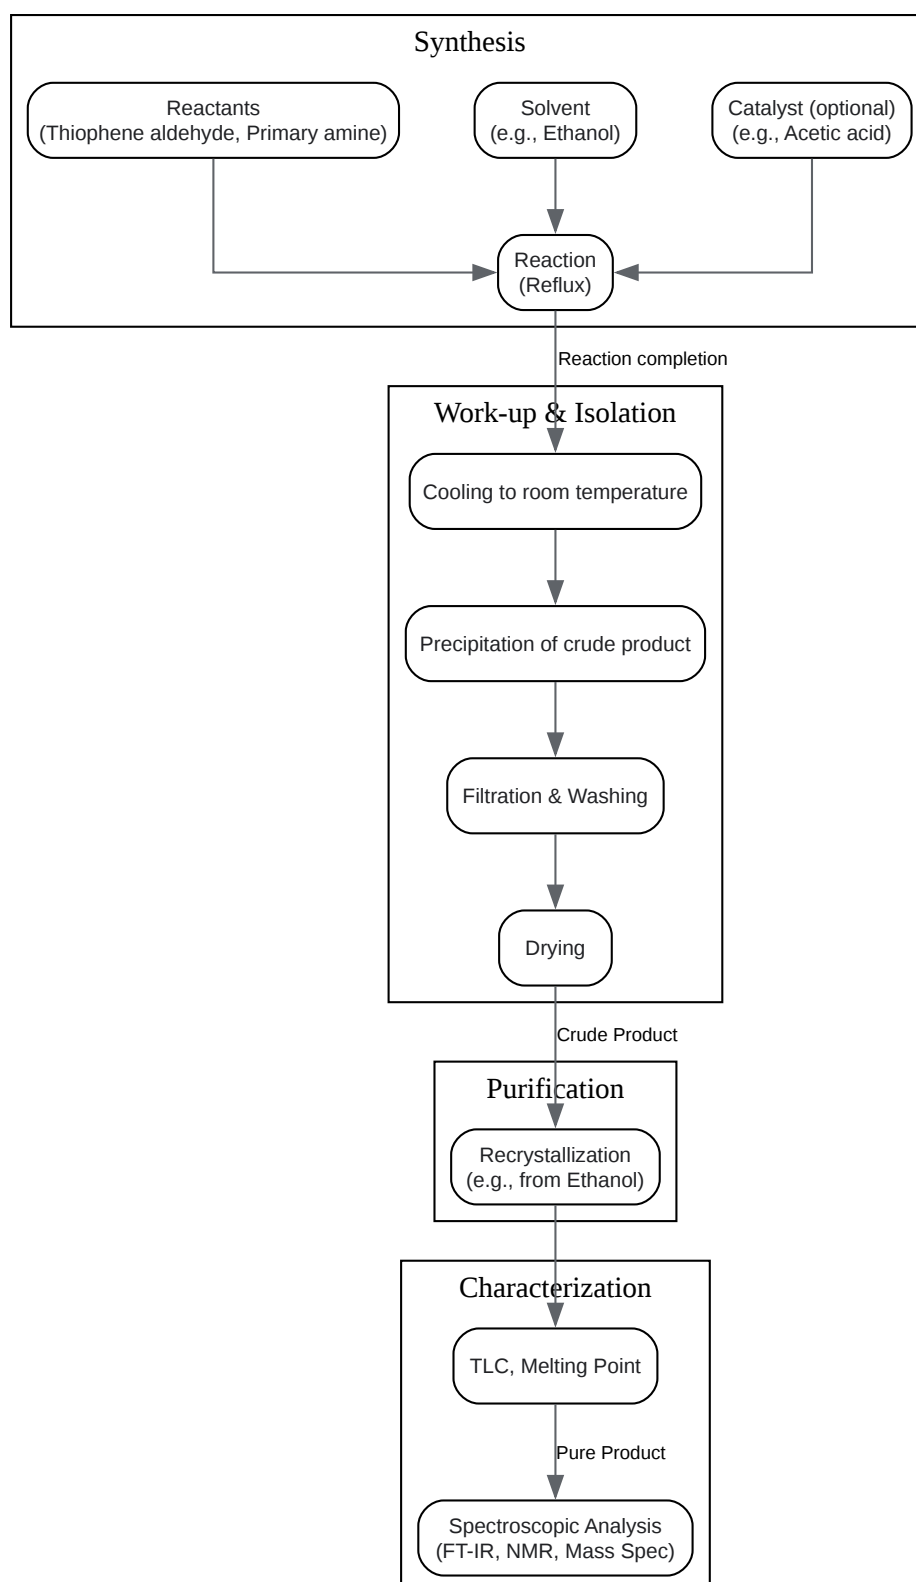 Synthesis
Reactants
(Thiophene aldehyde, Primary amine)
Solvent
(e.g., Ethanol)
Catalyst (optional)
(e.g., Acetic acid)
Reaction
(Reflux)
Reaction completion
Work-up & Isolation
Cooling to room temperature
Precipitation of crude product
Filtration & Washing
Drying
Crude Product
Purification
Recrystallization
(e.g., from Ethanol)
Characterization
TLC, Melting Point
Pure Product
Spectroscopic Analysis
(FT-IR, NMR, Mass Spec)